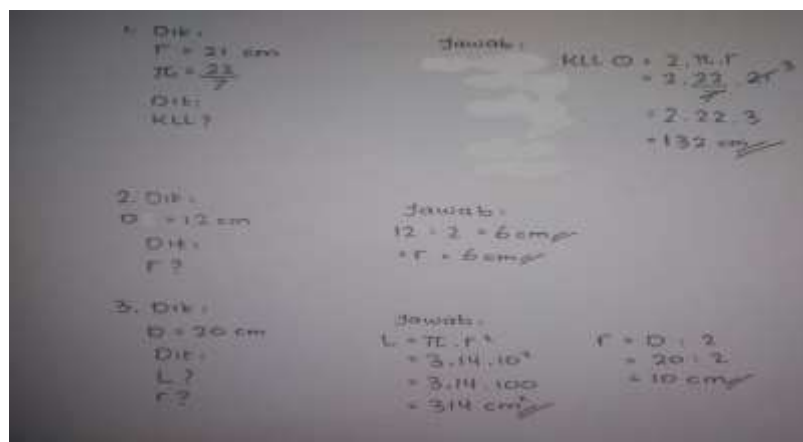 1. Dik:
r = 21 cm
π = 22/7
Dit:
KLL?
Jawab:
KLL O = 2.π.r
= 2.22/7.21 3
= 2.22.3
= 132 cm
2. Dik:
D = 12 cm
Dit:
r?
Jawab:
12 : 2 = 6 cm
= r = 6 cm
3. Dik:
D = 20 cm
Dit:
L?
r?
Jawab:
L = π.r²
= 3,14.10²
= 3,14.100
= 314 cm²
r = D : 2
= 20 : 2
= 10 cm